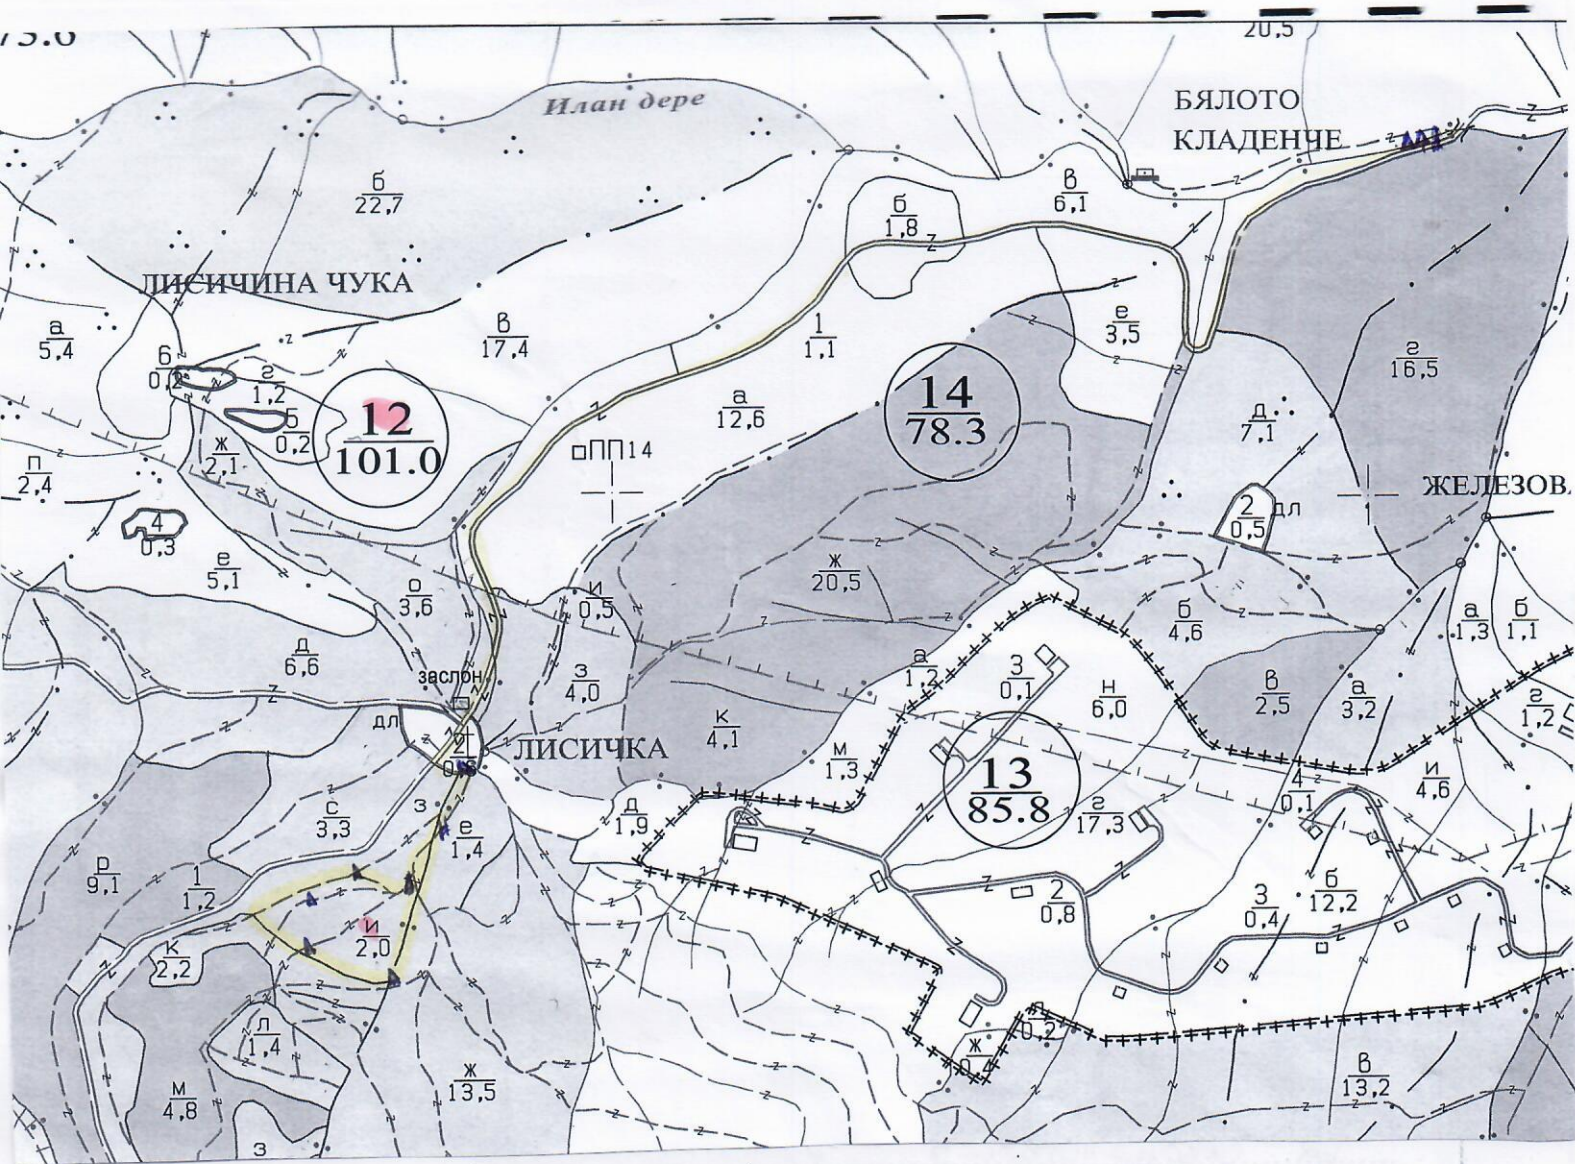 20,5
Илан дере
БЯЛОТО
КЛАДЕНЧЕ
б
22,7
в
6,1
б
1,8
ЛИСИЧИНА ЧУКА
а
5,4
в
17,4
1
1,1
е
3,5
г
16,5
6
0,2
г
1,2
12
101.0
а
12,6
14
78.3
д
7,1
5
0,2
ж
2,1
ПП14
п
2,4
ЖЕЛЕЗОВ
2
0,5
дл
4
0,3
е
5,1
о
3,6
и
0,5
ж
20,5
б
4,6
а
1,3
б
1,1
д
6,6
заслон
з
4,0
а
1,2
3
0,1
н
6,0
в
2,5
а
3,2
г
1,2
дл
2
ЛИСИЧКА
к
4,1
м
1,3
13
85.8
4
0,1
и
4,6
с
3,3
з
е
1,4
д
1,9
г
17,3
р
9,1
1
1,2
и
2,0
2
0,8
3
0,4
б
12,2
к
2,2
л
1,4
ж
13,5
ж
0,4
0,2
м
4,8
в
13,2
з